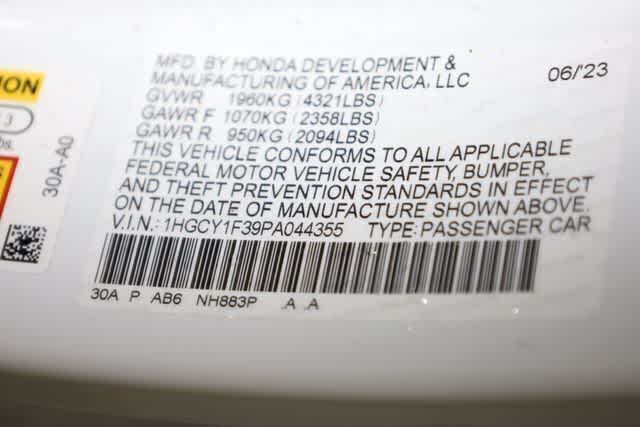 MFD. BY HONDA DEVELOPMENT &
MANUFACTURING OF AMERICA, LLC
06/'23
GVWR 1960KG (4321LBS)
GAWR F 1070KG (2358LBS)
GAWR R 950KG (2094LBS)
THIS VEHICLE CONFORMS TO ALL APPLICABLE
FEDERAL MOTOR VEHICLE SAFETY, BUMPER,
AND THEFT PREVENTION STANDARDS IN EFFECT
ON THE DATE OF MANUFACTURE SHOWN ABOVE.
V.I.N.: 1HGCY1F39PA044355 TYPE: PASSENGER CAR
30A P AB6 NH883P A A
30A-A0